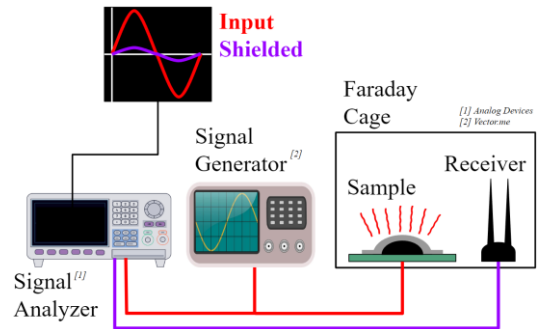 Input
Shielded
Faraday
Cage
[1] Analog Devices
[2] Vector.me
Signal
Generator [2]
Receiver
Sample
Signal [1]
Analyzer